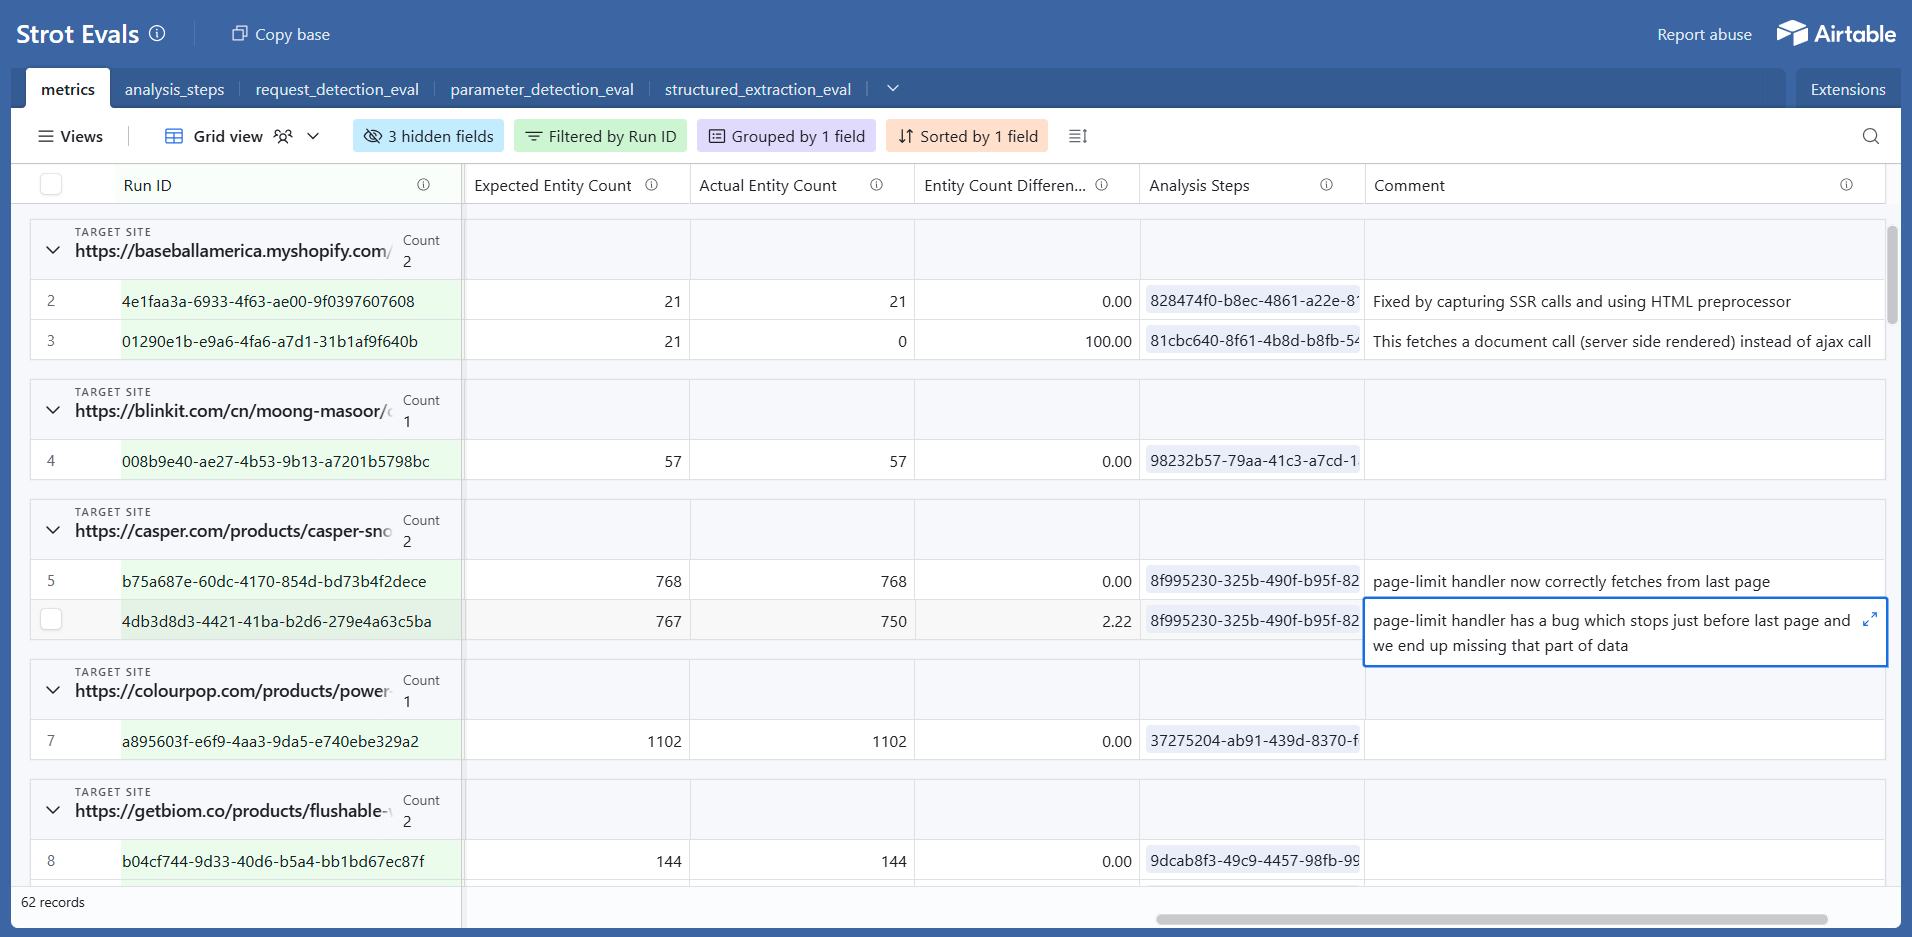 Strot Evals
Copy base
Report abuse
Airtable
metrics
analysis_steps
request_detection_eval
parameter_detection_eval
structured_extraction_eval
Extensions
Views
Grid view
3 hidden fields
Filtered by Run ID
Grouped by 1 field
Sorted by 1 field
Run ID
Expected Entity Count
Actual Entity Count
Entity Count Differen...
Analysis Steps
Comment
TARGET SITE
https://baseballamerica.myshopify.com/
Count
2
2 4e1faa3a-6933-4f63-ae00-9f0397607608 21 21 0.00 828474f0-b8ec-4861-a22e-81 Fixed by capturing SSR calls and using HTML preprocessor
3 01290e1b-e9a6-4fa6-a7d1-31b1af9f640b 21 0 100.00 81cbc640-8f61-4b8d-b8fb-54 This fetches a document call (server side rendered) instead of ajax call
TARGET SITE
https://blinkit.com/cn/moong-masoor/
Count
1
4 008b9e40-ae27-4b53-9b13-a7201b5798bc 57 57 0.00 98232b57-79aa-41c3-a7cd-1
TARGET SITE
https://casper.com/products/casper-sno
Count
2
5 b75a687e-60dc-4170-854d-bd73b4f2dece 768 768 0.00 8f995230-325b-490f-b95f-82 page-limit handler now correctly fetches from last page
4db3d8d3-4421-41ba-b2d6-279e4a63c5ba 767 750 2.22 8f995230-325b-490f-b95f-82 page-limit handler has a bug which stops just before last page and
we end up missing that part of data
TARGET SITE
https://colourpop.com/products/power-
Count
1
7 a895603f-e6f9-4aa3-9da5-e740ebe329a2 1102 1102 0.00 37275204-ab91-439d-8370-f
TARGET SITE
https://getbiom.co/products/flushable-
Count
2
8 b04cf744-9d33-40d6-b5a4-bb1bd67ec87f 144 144 0.00 9dcab8f3-49c9-4457-98fb-99
62 records